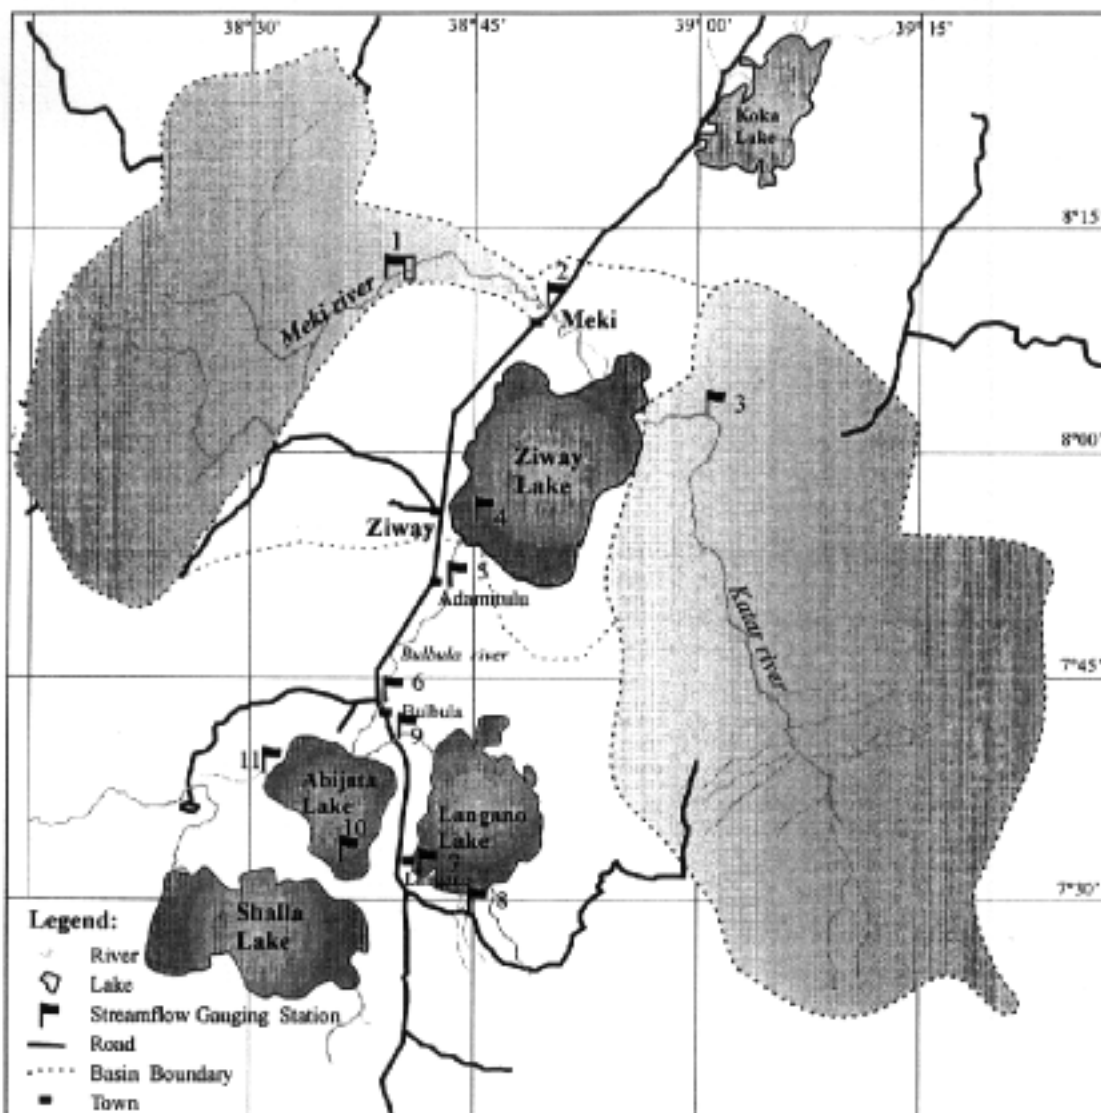 38°30' 38°45' 39°00' 39°15'
Koka
Lake
8°15'
1
2
Meki river
Meki
3
8°00'
Ziway
Lake
4
Ziway
5
Adamitulu
Katar river
Bulbula river
7°45'
6
Bulbula
9
11
Abijata
Lake
Langano
Lake
10
7
8
7°30'
Shalla
Lake
Legend:
River
Lake
Streamflow Gauging Station
Road
Basin Boundary
Town